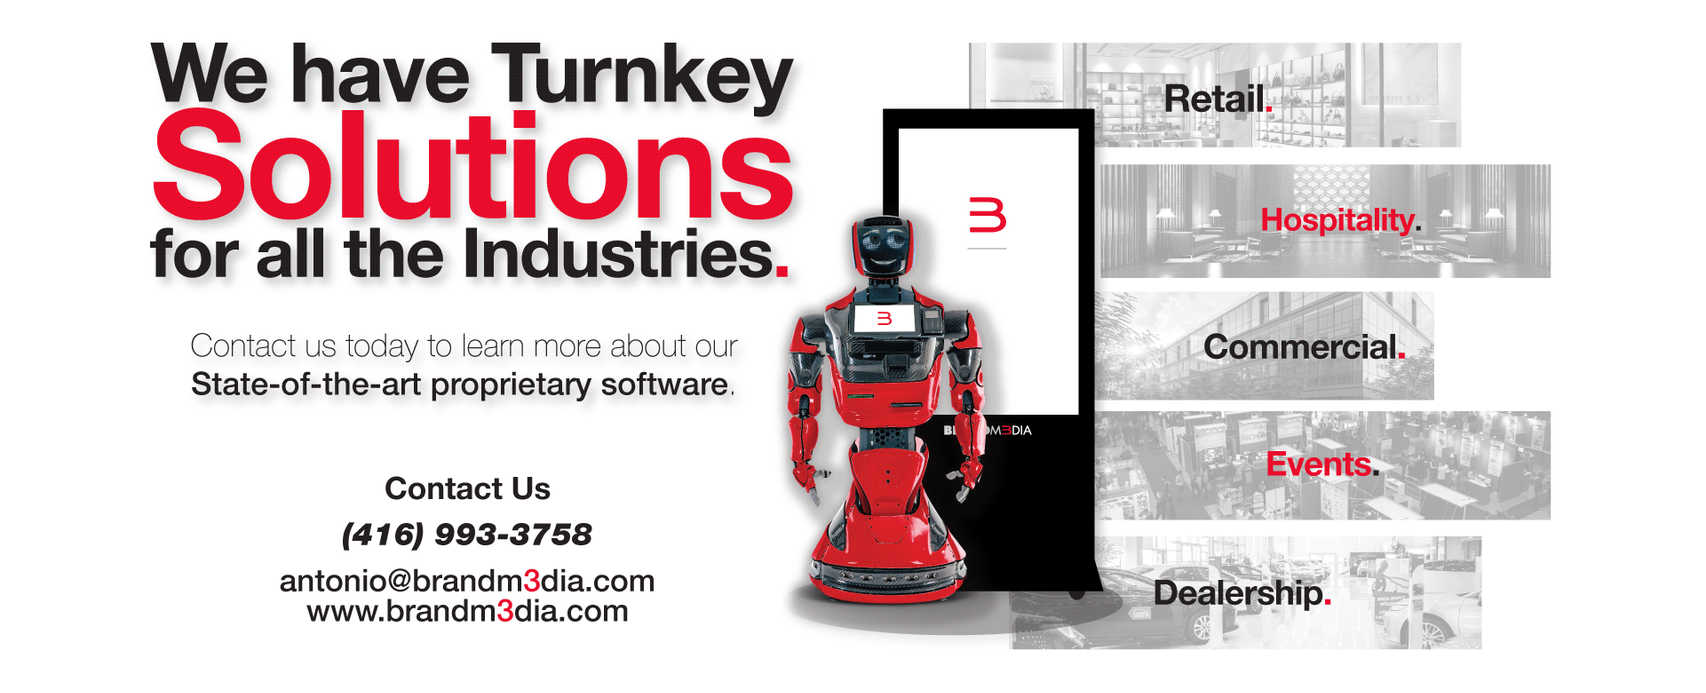 We have Turnkey
Solutions
for all the Industries.
Contact us today to learn more about our
State-of-the-art proprietary software.
Contact Us
(416) 993-3758
antonio@brandm3dia.com
www.brandm3dia.com
Retail.
Hospitality.
Commercial.
Events.
Dealership.